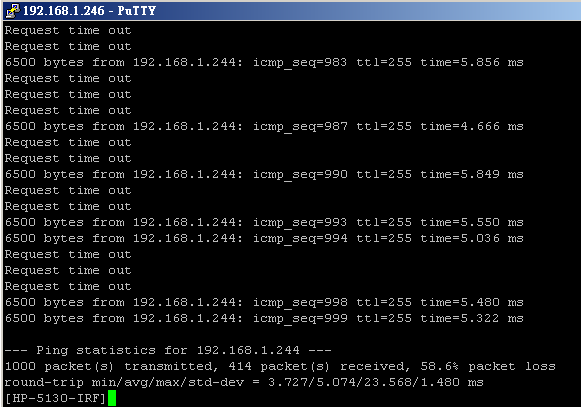 192.168.1.246 - PuTTY
Request time out
Request time out
6500 bytes from 192.168.1.244: icmp_seq=983 ttl=255 time=5.856 ms
Request time out
Request time out
Request time out
6500 bytes from 192.168.1.244: icmp_seq=987 ttl=255 time=4.666 ms
Request time out
Request time out
6500 bytes from 192.168.1.244: icmp_seq=990 ttl=255 time=5.849 ms
Request time out
Request time out
6500 bytes from 192.168.1.244: icmp_seq=993 ttl=255 time=5.550 ms
6500 bytes from 192.168.1.244: icmp_seq=994 ttl=255 time=5.036 ms
Request time out
Request time out
Request time out
6500 bytes from 192.168.1.244: icmp_seq=998 ttl=255 time=5.480 ms
6500 bytes from 192.168.1.244: icmp_seq=999 ttl=255 time=5.322 ms
--- Ping statistics for 192.168.1.244 ---
1000 packet(s) transmitted, 414 packet(s) received, 58.6% packet loss
round-trip min/avg/max/std-dev = 3.727/5.074/23.568/1.480 ms
[HP-5130-IRF]